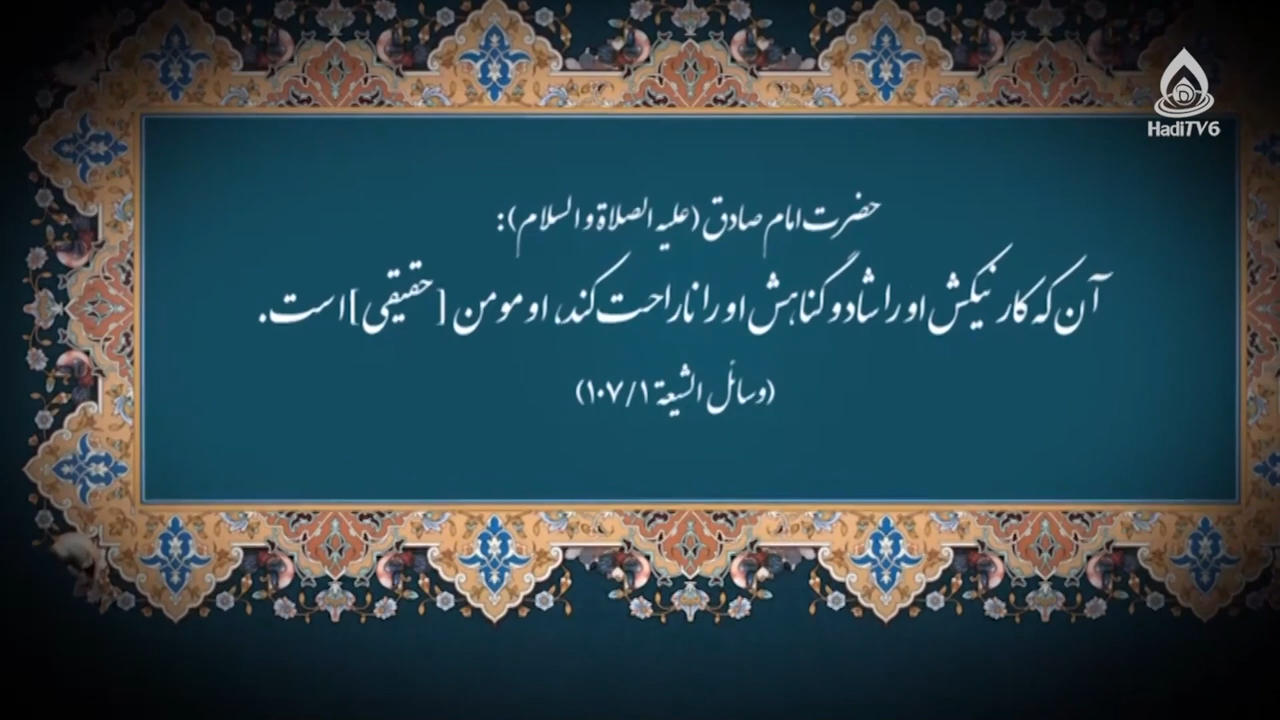 HadiTV6
حضرت امام صادق (علیه الصلاة و السلام):
آن که کار نیکش او را شاد و گناهش او را ناراحت کند، او مومن [حقیقی] است.
(وسائل الشیعة ۱۰۷/۱)